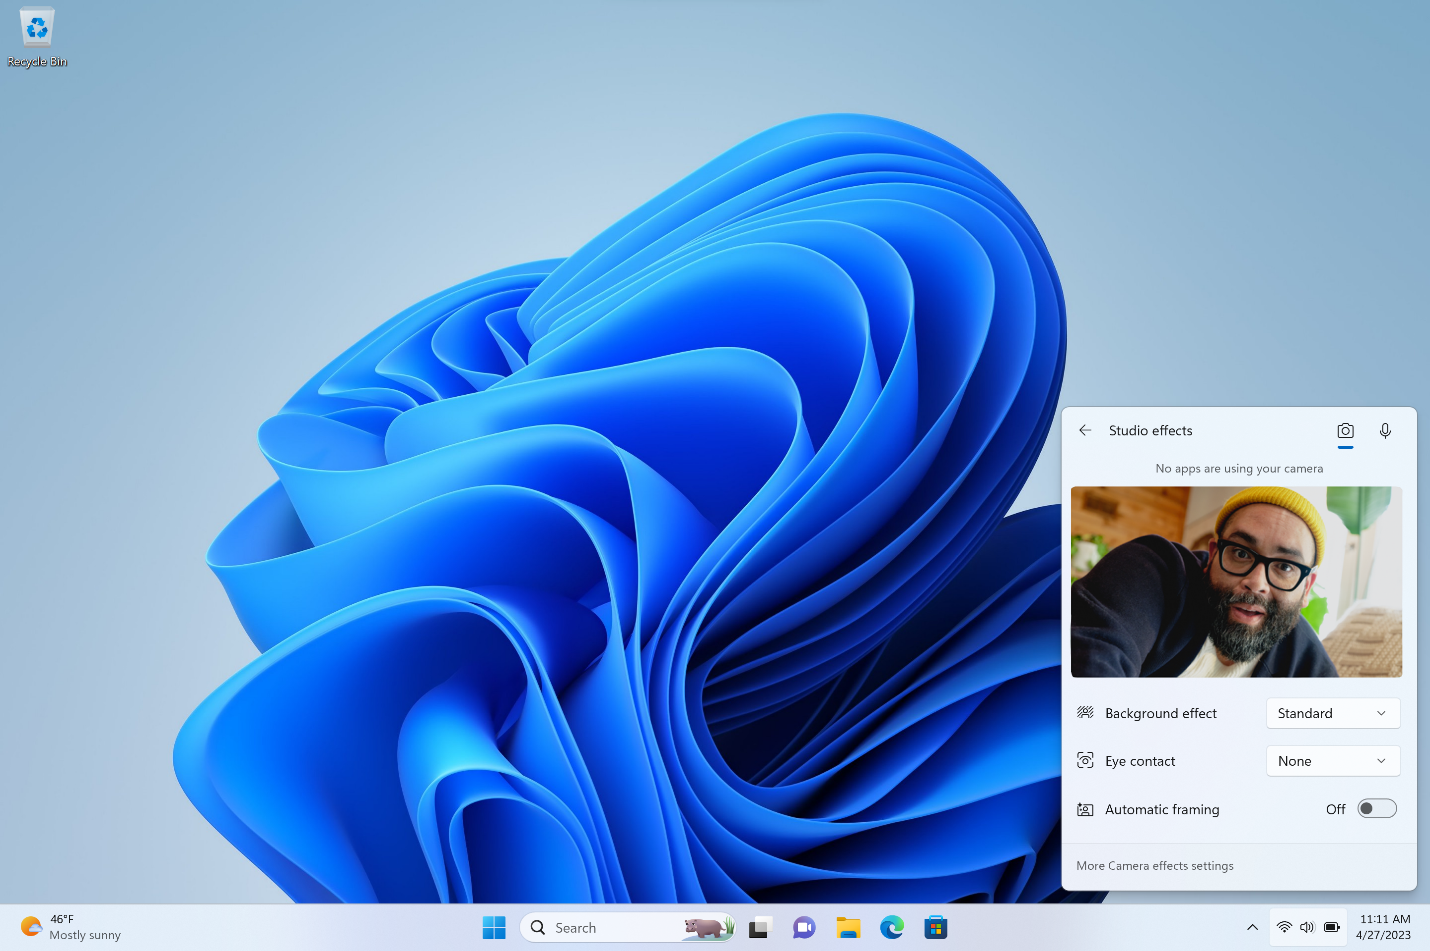 Recycle Bin
Studio effects
No apps are using your camera
Background effect
Standard
Eye contact
None
Automatic framing
Off
More Camera effects settings
46°F
Mostly sunny
Search
11:11 AM
4/27/2023